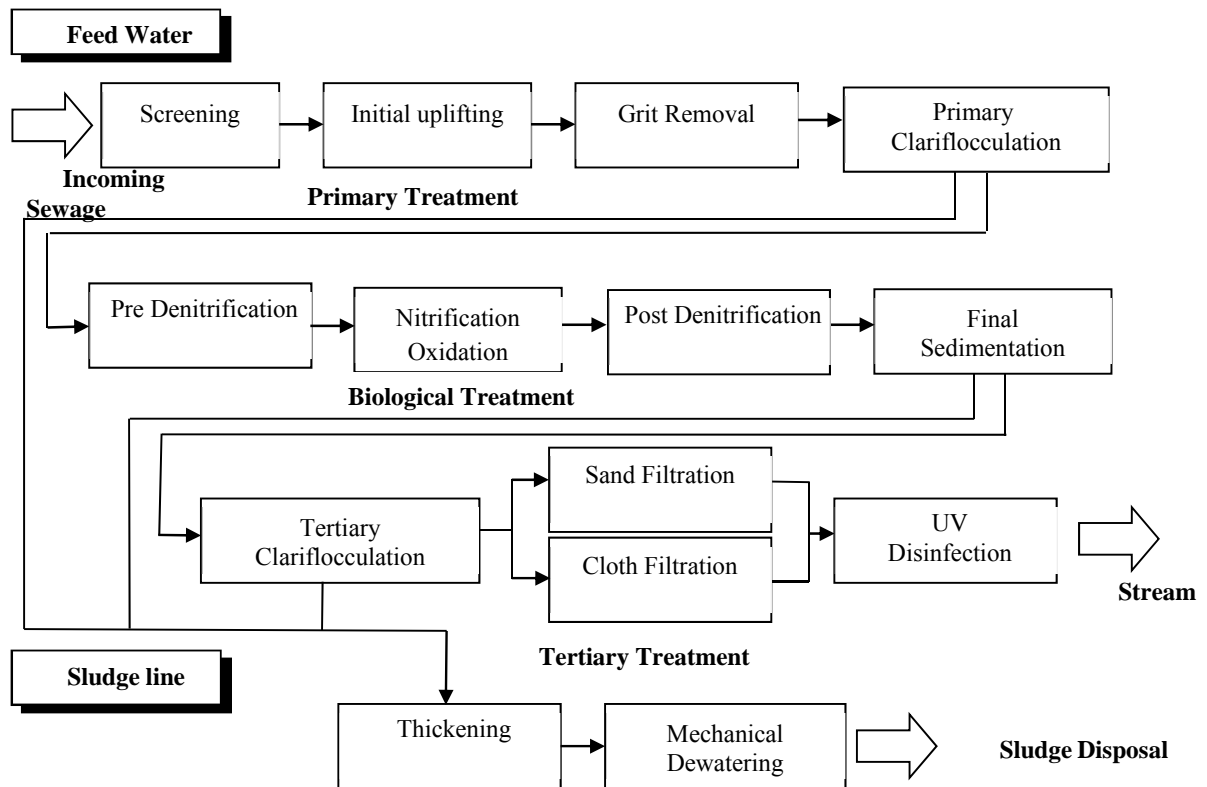 Feed Water
Screening
Initial uplifting
Grit Removal
Primary
Clariflocculation
Incoming
Sewage
Primary Treatment
Pre Denitrification
Nitrification
Oxidation
Post Denitrification
Final
Sedimentation
Biological Treatment
Tertiary
Clariflocculation
Sand Filtration
Cloth Filtration
UV
Disinfection
Stream
Tertiary Treatment
Sludge line
Thickening
Mechanical
Dewatering
Sludge Disposal